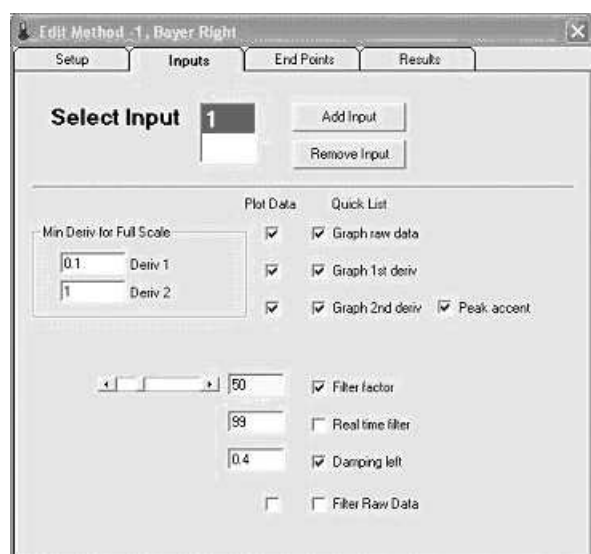 Edit Method -1, Bayer Right
Setup Inputs End Points Results
Select Input 1 Add Input
Remove Input
Plot Data Quick List
Min Deriv for Full Scale Graph raw data
0.1 Deriv 1 Graph 1st deriv
1 Deriv 2
Graph 2nd deriv Peak accent
50 Filter factor
99 Real time filter
0.4 Damping left
Filter Raw Data